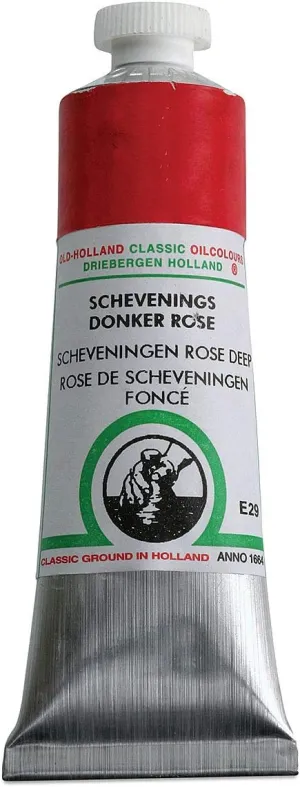 OLD-HOLLAND CLASSIC OILCOLOURS
DRIEBERGEN HOLLAND ®
SCHEVENINGS
DONKER ROSE
SCHEVENINGEN ROSE DEEP
ROSE DE SCHEVENINGEN
FONCÉ
E29
CLASSIC GROUND IN HOLLAND ANNO 1664